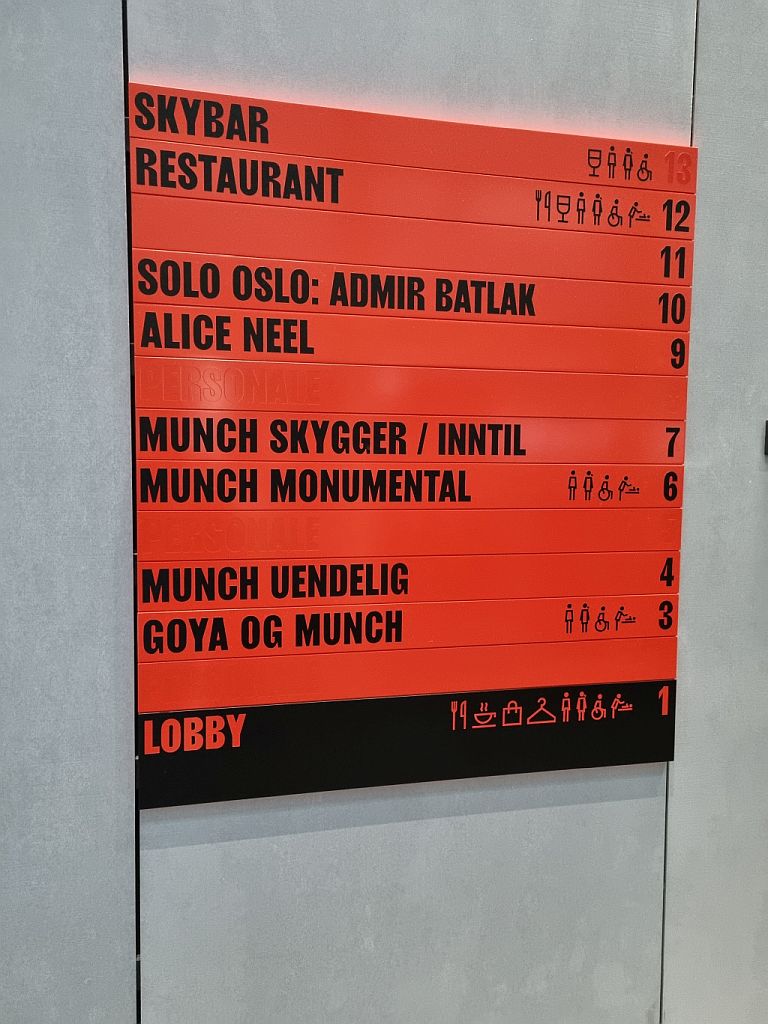 SKYBAR 13
RESTAURANT 12
11
SOLO OSLO: ADMIR BATLAK 10
ALICE NEEL 9
PERSONALE
MUNCH SKYGGER / INNTIL 7
MUNCH MONUMENTAL 6
PERSONALE 5
MUNCH UENDELIG 4
GOYA OG MUNCH 3
LOBBY 1